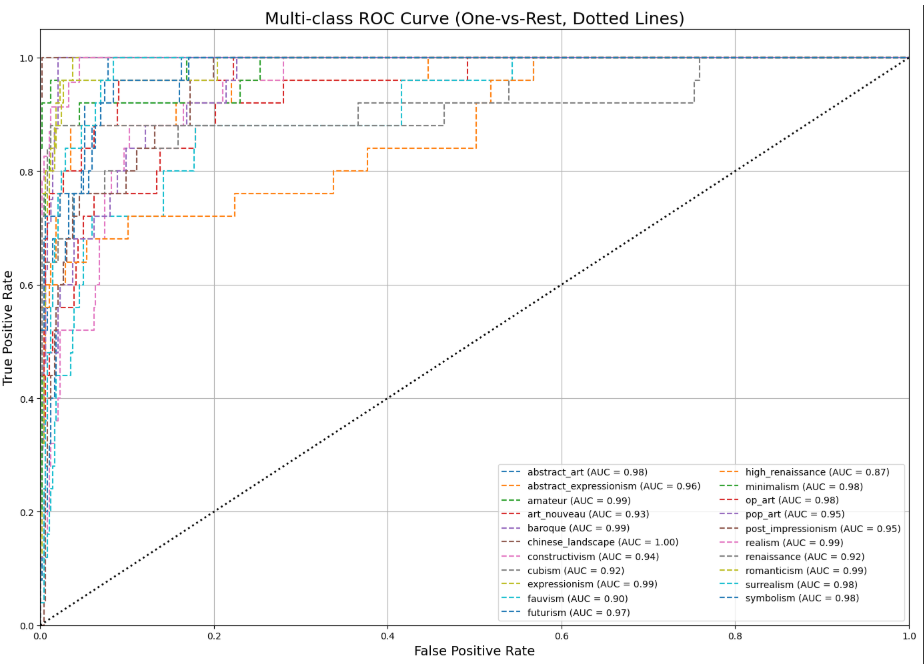 Multi-class ROC Curve (One-vs-Rest, Dotted Lines)
True Positive Rate
1.0
0.8
0.6
0.4
0.2
0.0
abstract_art (AUC = 0.98)
abstract_expressionism (AUC = 0.96)
amateur (AUC = 0.99)
art_nouveau (AUC = 0.93)
baroque (AUC = 0.99)
chinese_landscape (AUC = 1.00)
constructivism (AUC = 0.94)
cubism (AUC = 0.92)
expressionism (AUC = 0.99)
fauvism (AUC = 0.90)
futurism (AUC = 0.97)
high_renaissance (AUC = 0.87)
minimalism (AUC = 0.98)
op_art (AUC = 0.98)
pop_art (AUC = 0.95)
post_impressionism (AUC = 0.95)
realism (AUC = 0.99)
renaissance (AUC = 0.92)
romanticism (AUC = 0.99)
surrealism (AUC = 0.98)
symbolism (AUC = 0.98)
0.0 0.2 0.4 0.6 0.8 1.0
False Positive Rate